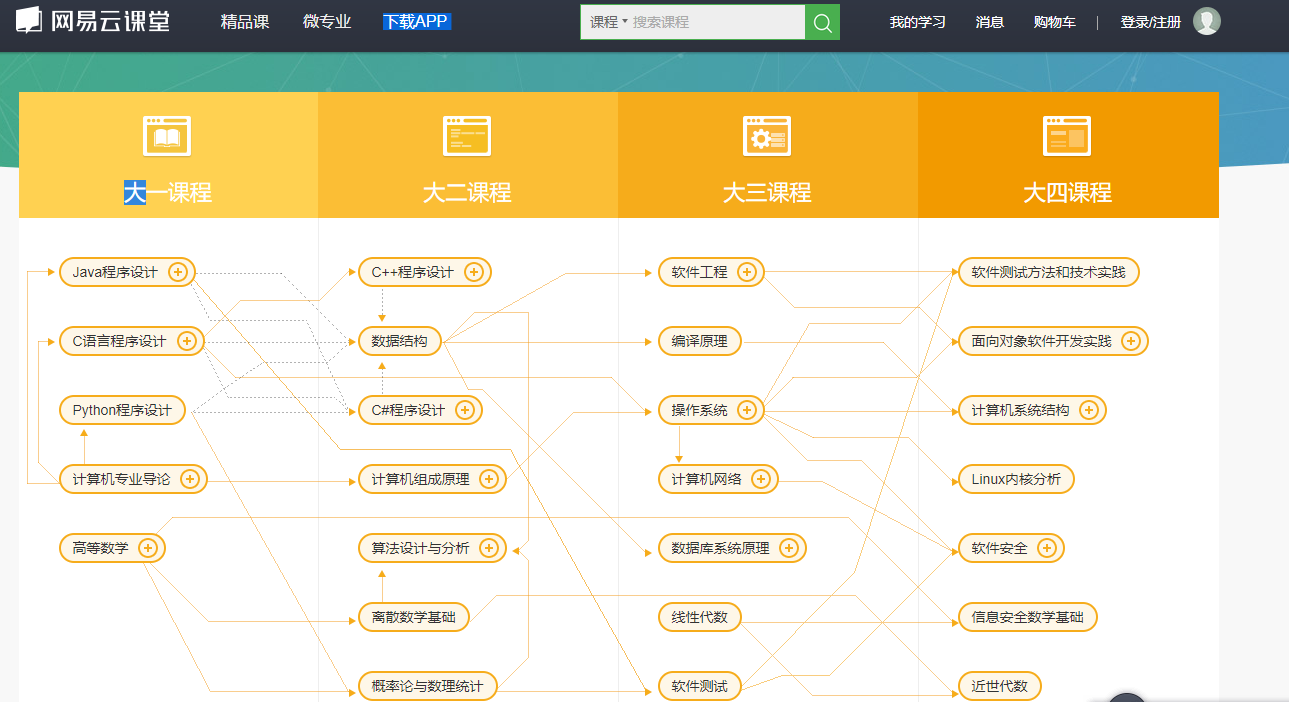 网易云课堂 精品课 微专业 下载APP 课程 搜索课程 我的学习 消息 购物车 | 登录/注册
大一课程 大二课程 大三课程 大四课程
Java程序设计 C++程序设计 软件工程 软件测试方法和技术实践
C语言程序设计 数据结构 编译原理 面向对象软件开发实践
Python程序设计 C#程序设计 操作系统 计算机系统结构
计算机专业导论 计算机组成原理 计算机网络 Linux内核分析
高等数学 算法设计与分析 数据库系统原理 软件安全
离散数学基础 线性代数 信息安全数学基础
概率论与数理统计 软件测试 近世代数